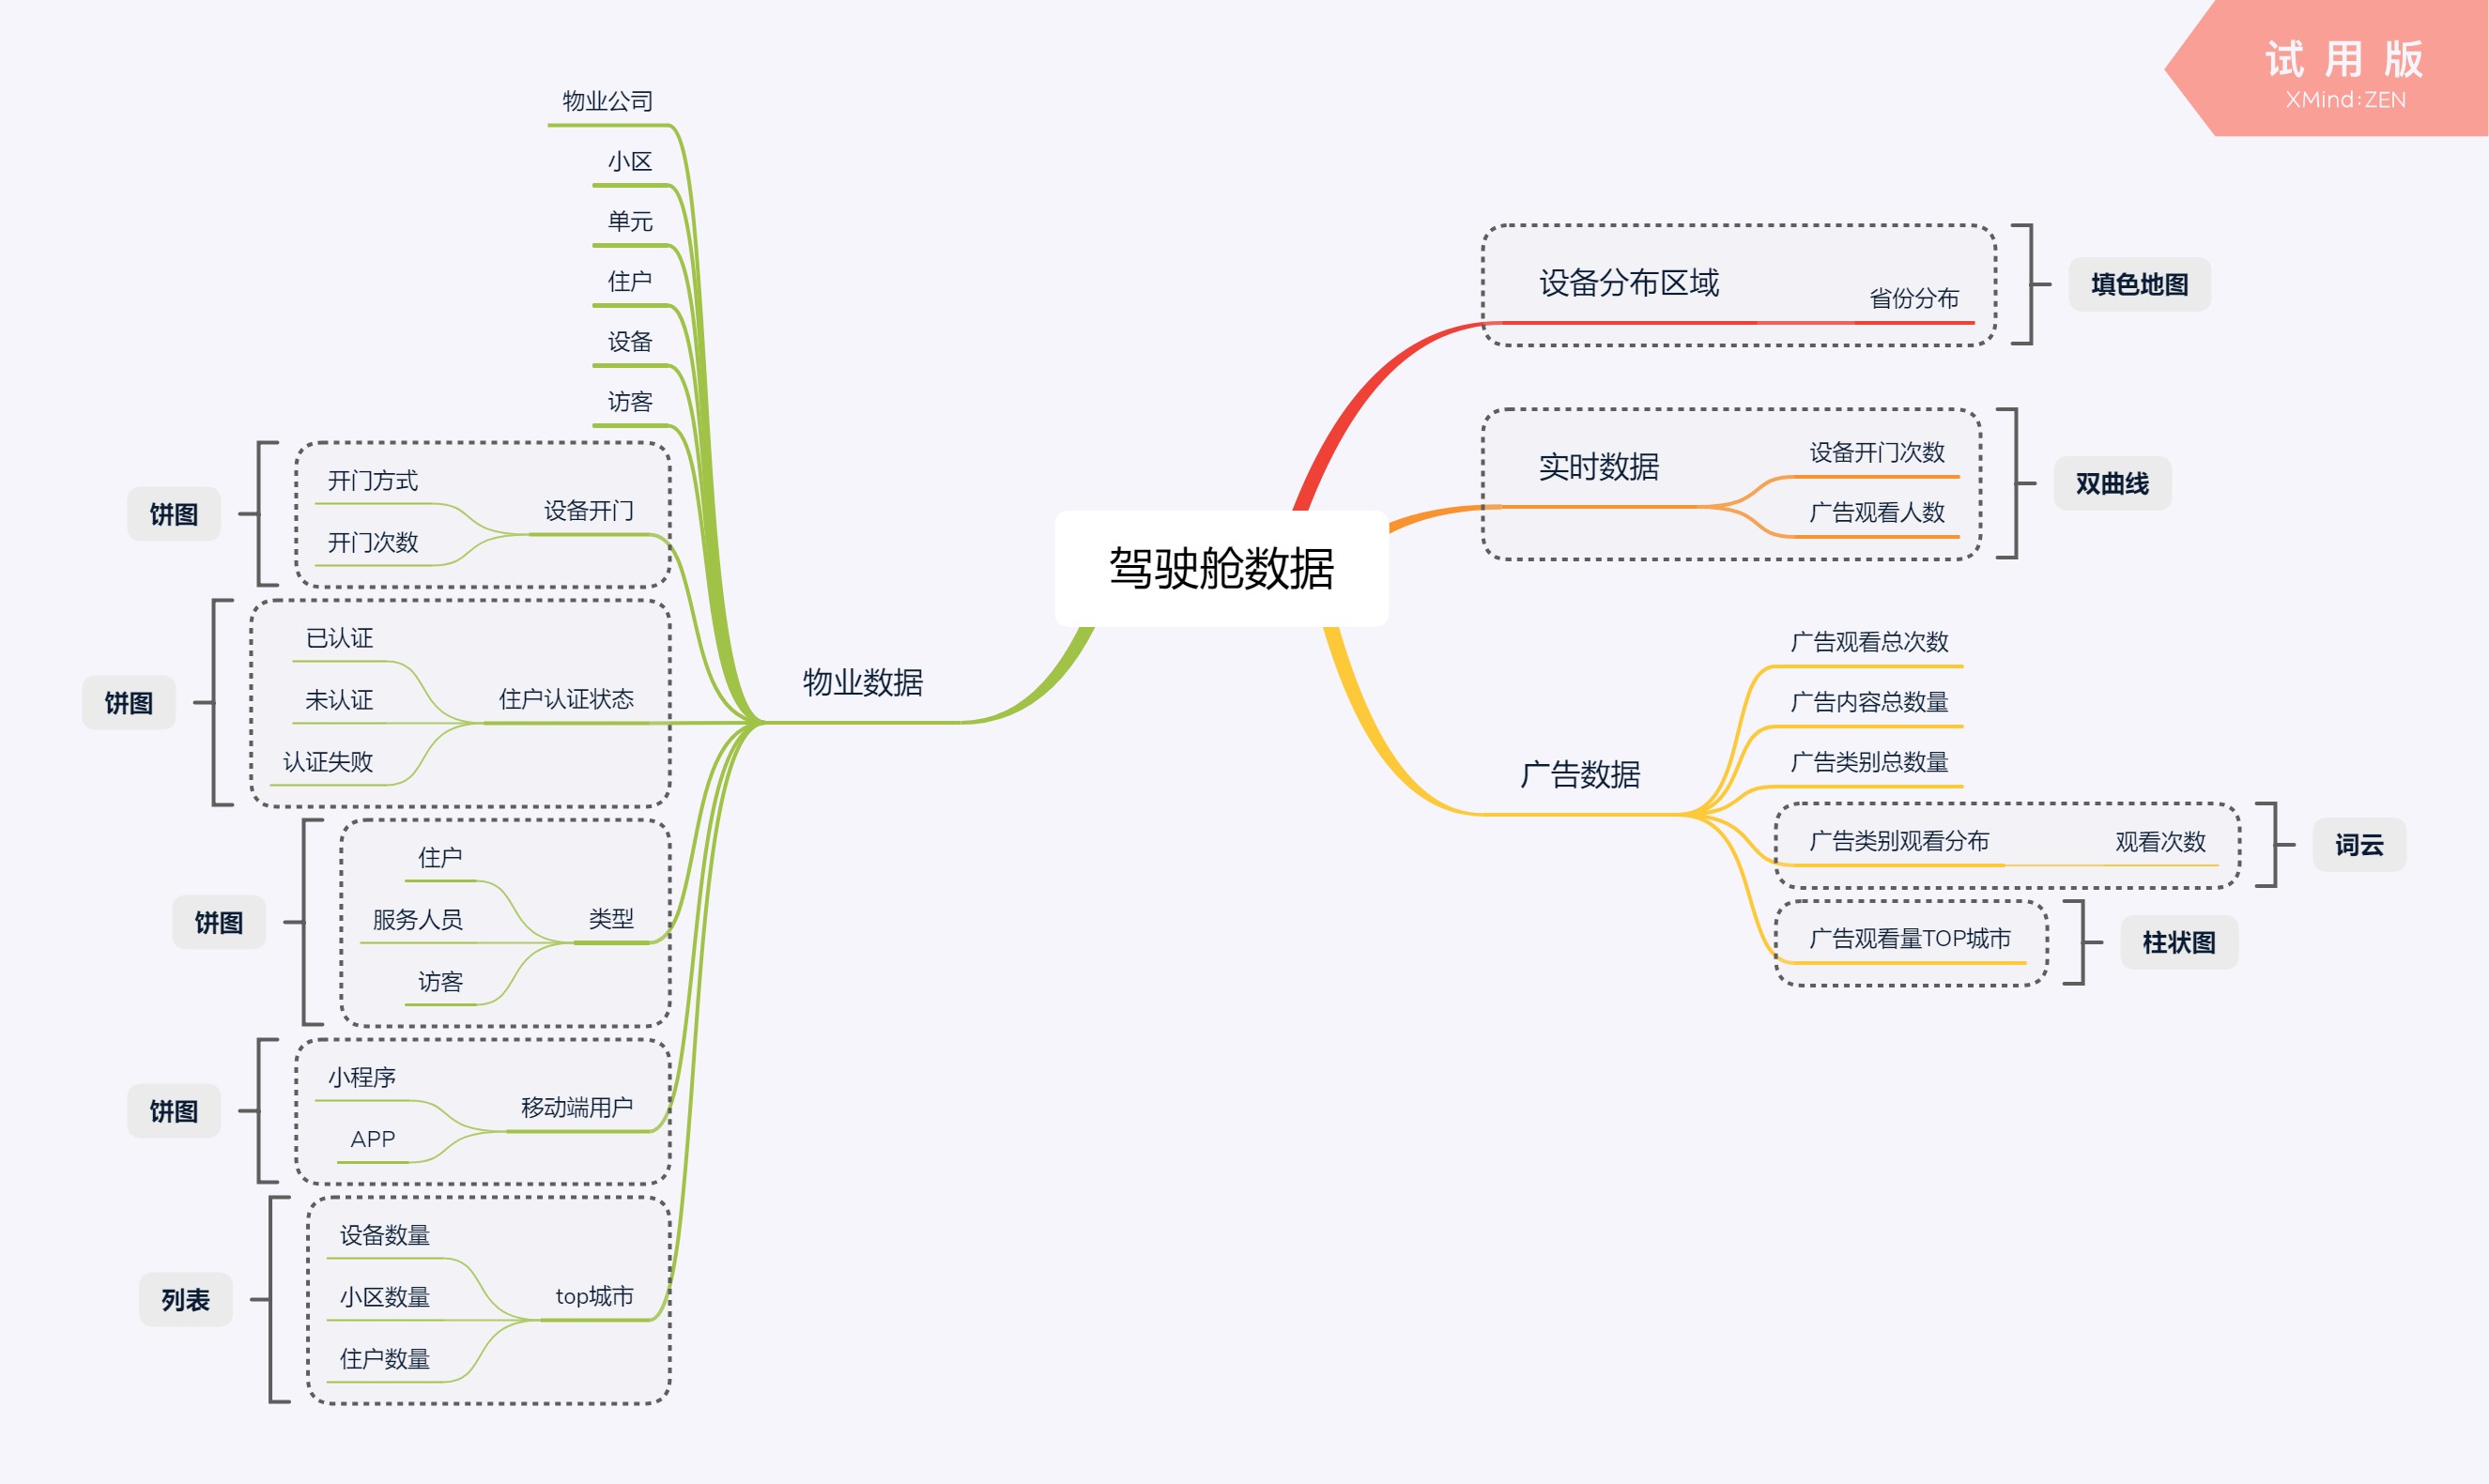 试用版
XMind:ZEN
驾驶舱数据
设备分布区域
省份分布
填色地图
实时数据
设备开门次数
广告观看人数
双曲线
广告数据
广告观看总次数
广告内容总数量
广告类别总数量
广告类别观看分布
观看次数
词云
广告观看量TOP城市
柱状图
物业数据
物业公司
小区
单元
住户
设备
访客
设备开门
开门方式
开门次数
饼图
住户认证状态
已认证
未认证
认证失败
饼图
类型
住户
服务人员
访客
饼图
移动端用户
小程序
APP
饼图
top城市
设备数量
小区数量
住户数量
列表